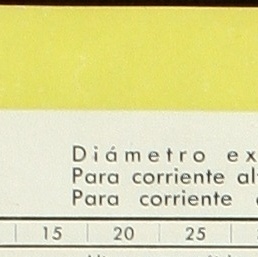 Diámetro ex
Para corriente al
Para corriente
15 20 25